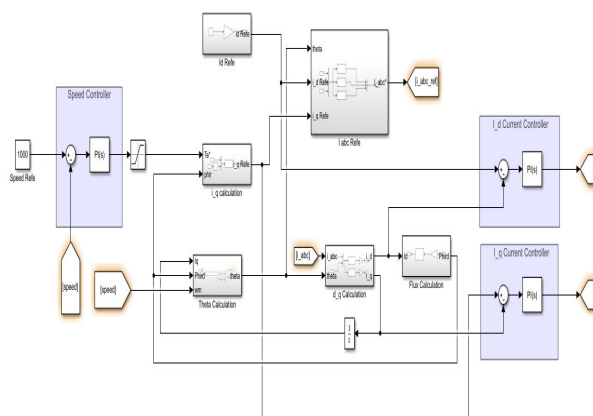 Id Refe
Id Refe
theta
i_d Refe
i_q Refe
i_abc*
I abc Refe
[i_abc_ref]
Speed Controller
1000
Speed Refe
PI(s)
Te*
phir
i_q Refe
i_q calculation
I_d Current Controller
PI(s)
[speed]
[speed]
Iq
Phird
wm
theta
Theta Calculation
[i_abc]
i_abc
theta
i_d
i_q
d_q Calculation
Id
Phird
Flux Calculation
1
z
I_q Current Controller
PI(s)